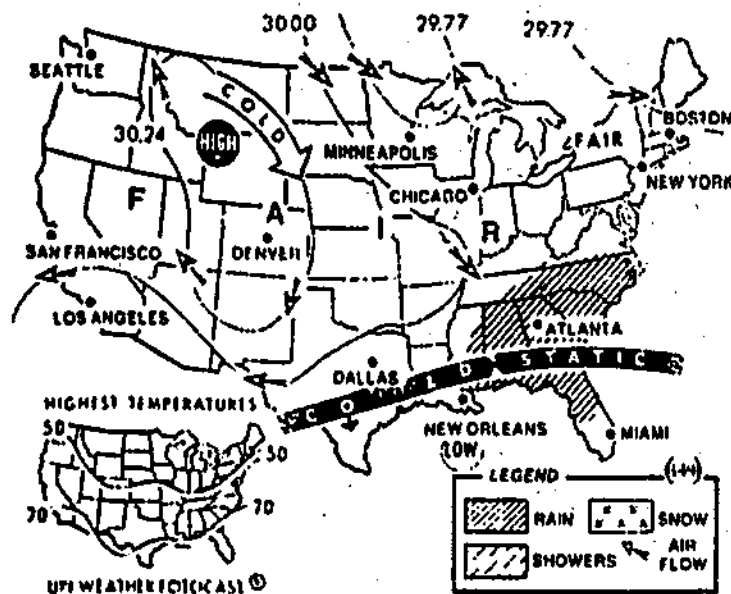 30.00
29.77
29.77
SEATTLE
COLD
30.24
HIGH
MINNEAPOLIS
BOSTON
FAIR
NEW YORK
CHICAGO
F A R
SAN FRANCISCO
DENVER
LOS ANGELES
ATLANTA
DALLAS
COLD STATIC
NEW ORLEANS
MIAMI
LOW
HIGHEST TEMPERATURES
50
50
70
70
UPI WEATHER FOTOCAST ®
LEGEND
RAIN
SNOW
SHOWERS
AIR
FLOW